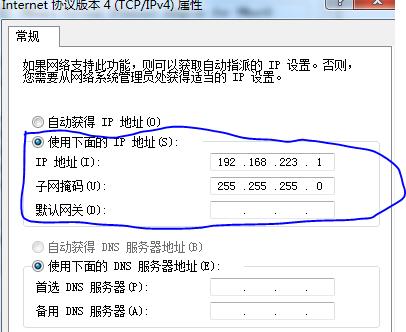 Internet 协议版本 4 (TCP/IPv4) 属性
常规
如果网络支持此功能，则可以获取自动指派的 IP 设置。否则，
您需要从网络系统管理员处获得适当的 IP 设置。
自动获得 IP 地址(O)
使用下面的 IP 地址(S):
IP 地址(I): 192 .168 .223 . 1
子网掩码(U): 255 .255 .255 . 0
默认网关(D): . . .
自动获得 DNS 服务器地址(B)
使用下面的 DNS 服务器地址(E):
首选 DNS 服务器(P): . . .
备用 DNS 服务器(A): . . .